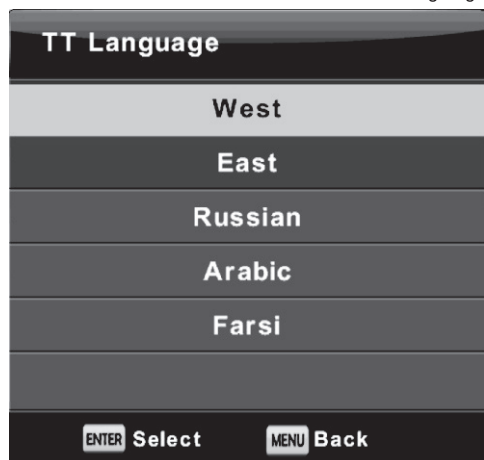 TT Language
West
East
Russian
Arabic
Farsi
ENTER Select MENU Back